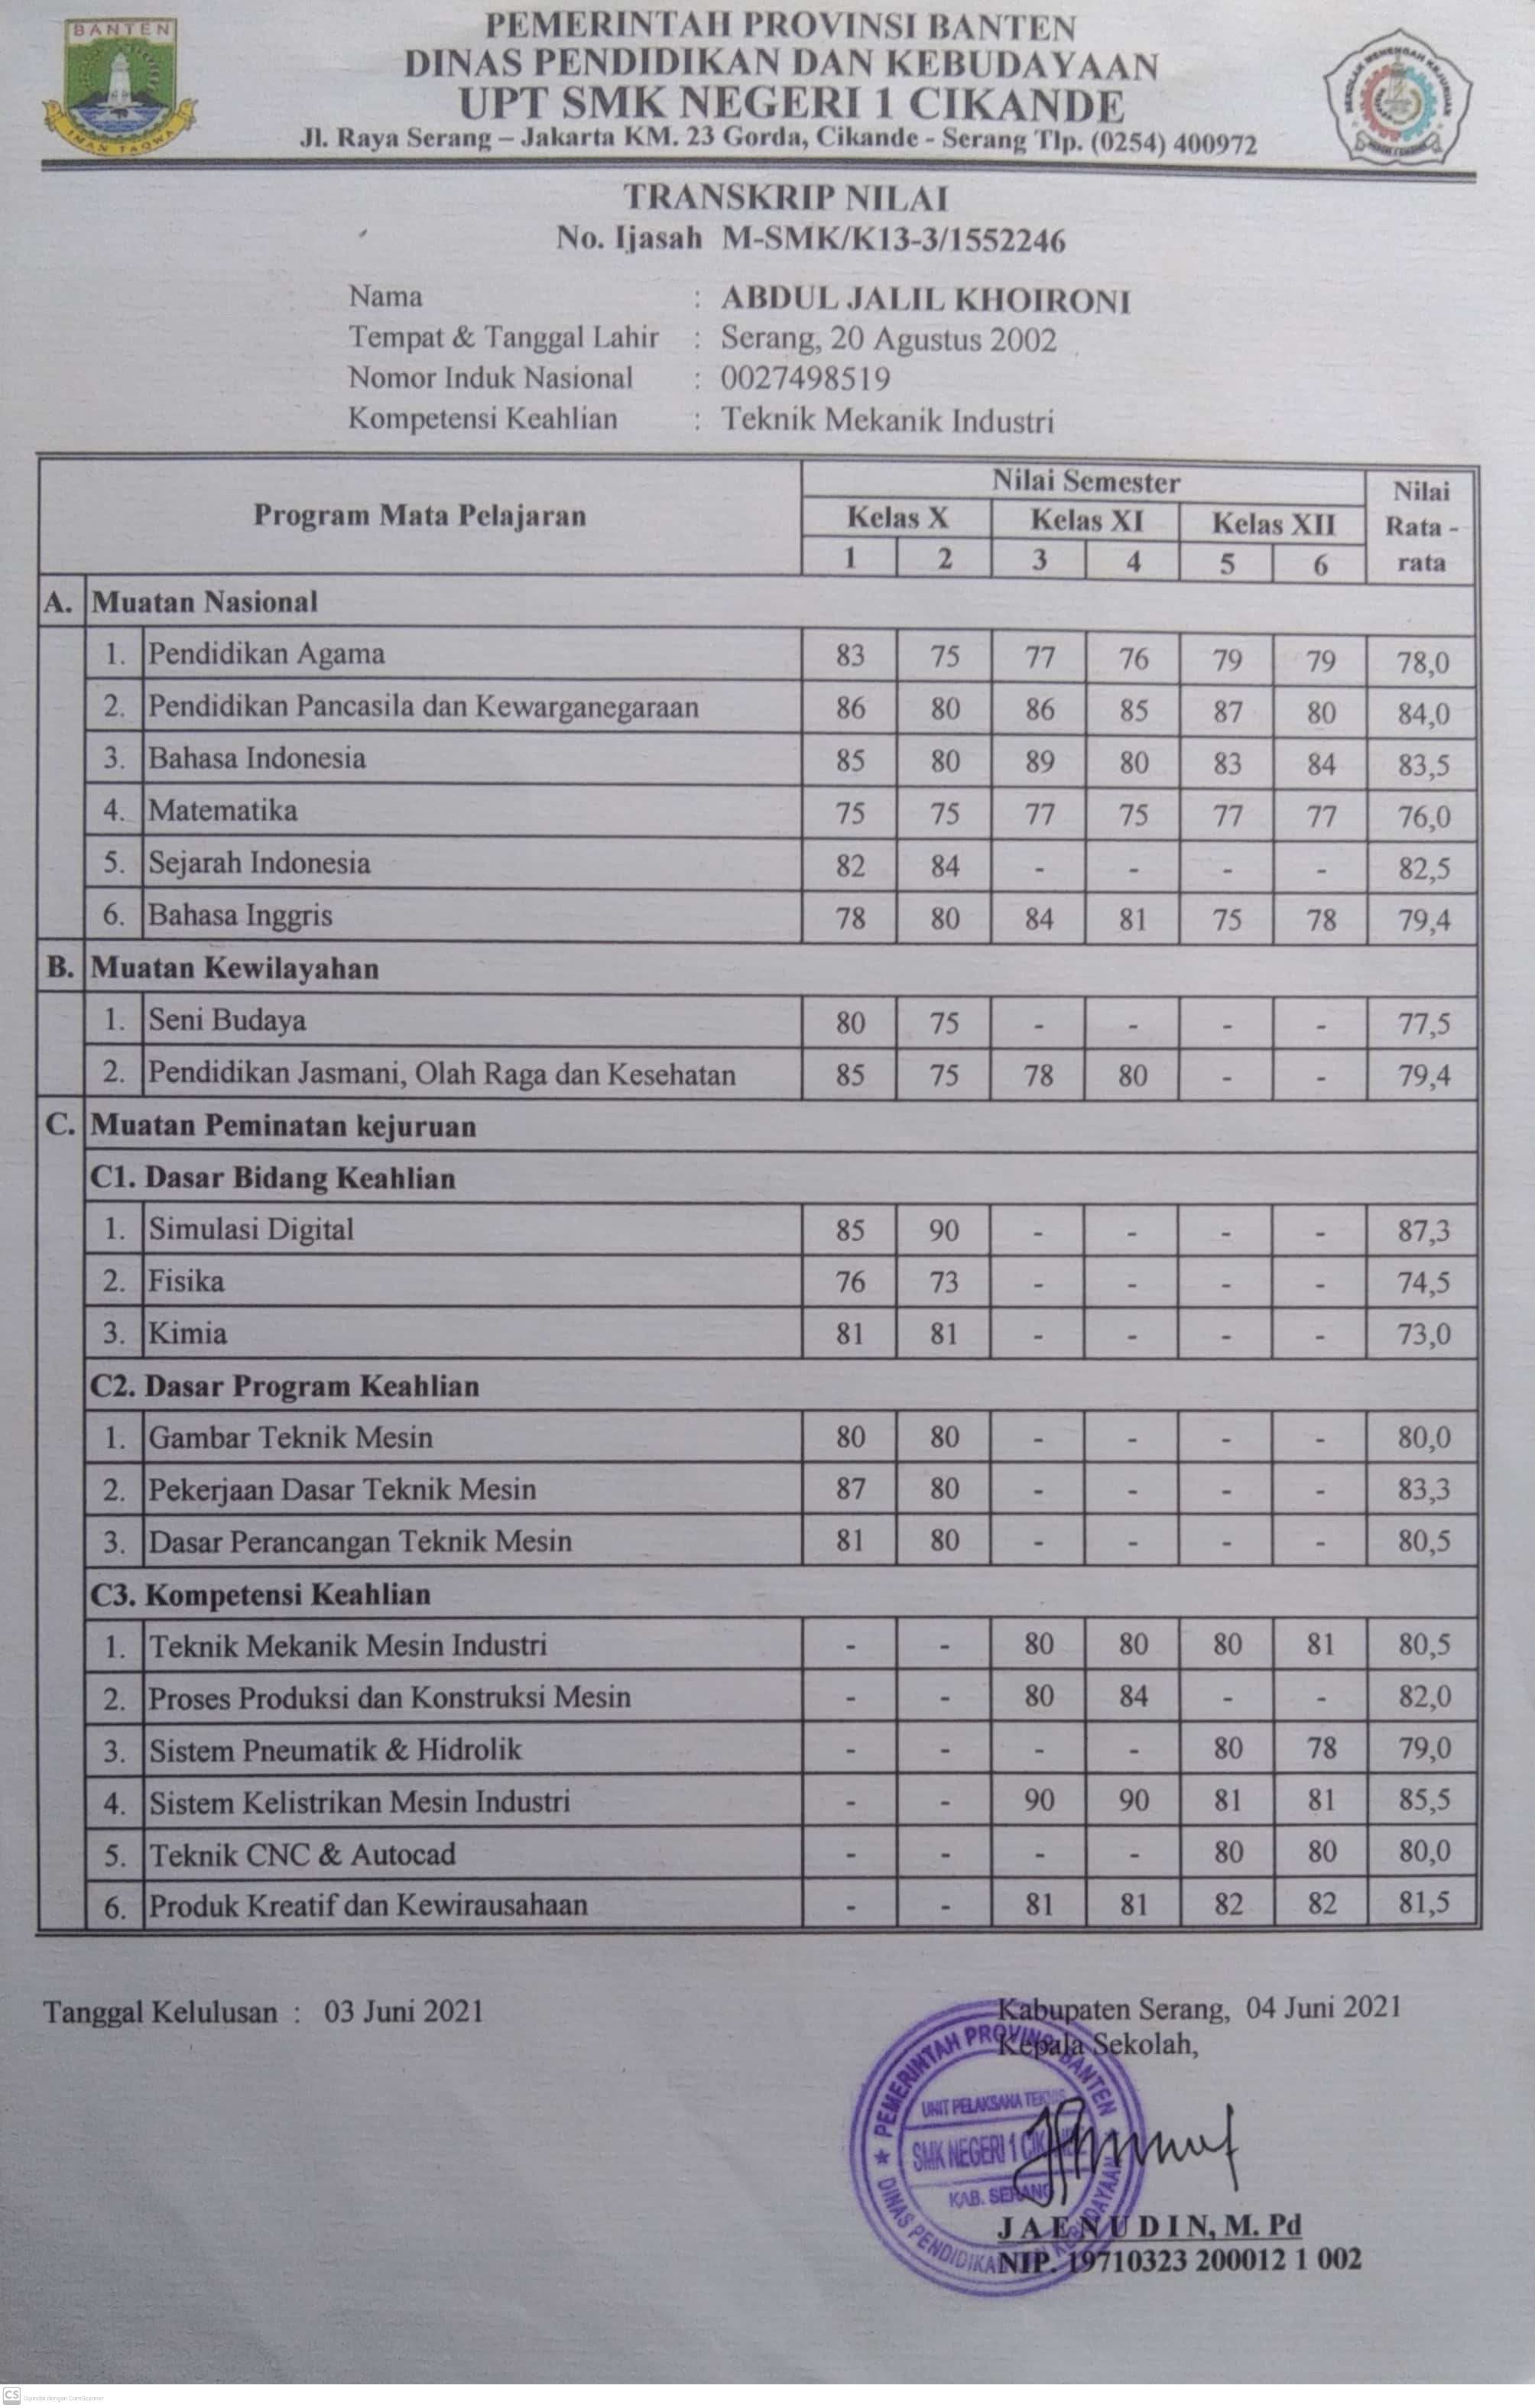 BANTEN
IMAN TAQWA
PEMERINTAH PROVINSI BANTEN
DINAS PENDIDIKAN DAN KEBUDAYAAN
UPT SMK NEGERI 1 CIKANDE
Jl. Raya Serang – Jakarta KM. 23 Gorda, Cikande - Serang Tlp. (0254) 400972
SEKOLAH MENENGAH KEJURUAN
TRANSKRIP NILAI
No. Ijasah M-SMK/K13-3/1552246
Nama : ABDUL JALIL KHOIRONI
Tempat & Tanggal Lahir : Serang, 20 Agustus 2002
Nomor Induk Nasional : 0027498519
Kompetensi Keahlian : Teknik Mekanik Industri
Program Mata Pelajaran Nilai Semester Nilai Rata - rata
Kelas X Kelas XI Kelas XII
1 2 3 4 5 6
A. Muatan Nasional
1. Pendidikan Agama 83 75 77 76 79 79 78,0
2. Pendidikan Pancasila dan Kewarganegaraan 86 80 86 85 87 80 84,0
3. Bahasa Indonesia 85 80 89 80 83 84 83,5
4. Matematika 75 75 77 75 77 77 76,0
5. Sejarah Indonesia 82 84 - - - - 82,5
6. Bahasa Inggris 78 80 84 81 75 78 79,4
B. Muatan Kewilayahan
1. Seni Budaya 80 75 - - - - 77,5
2. Pendidikan Jasmani, Olah Raga dan Kesehatan 85 75 78 80 - - 79,4
C. Muatan Peminatan kejuruan
C1. Dasar Bidang Keahlian
1. Simulasi Digital 85 90 - - - - 87,3
2. Fisika 76 73 - - - - 74,5
3. Kimia 81 81 - - - - 73,0
C2. Dasar Program Keahlian
1. Gambar Teknik Mesin 80 80 - - - - 80,0
2. Pekerjaan Dasar Teknik Mesin 87 80 - - - - 83,3
3. Dasar Perancangan Teknik Mesin 81 80 - - - - 80,5
C3. Kompetensi Keahlian
1. Teknik Mekanik Mesin Industri - - 80 80 80 81 80,5
2. Proses Produksi dan Konstruksi Mesin - - 80 84 - - 82,0
3. Sistem Pneumatik & Hidrolik - - - - 80 78 79,0
4. Sistem Kelistrikan Mesin Industri - - 90 90 81 81 85,5
5. Teknik CNC & Autocad - - - - 80 80 80,0
6. Produk Kreatif dan Kewirausahaan - - 81 81 82 82 81,5
Tanggal Kelulusan : 03 Juni 2021
Kabupaten Serang, 04 Juni 2021
Kepala Sekolah,
PEMERINTAH PROVINSI BANTEN
UNIT PELAKSANA TEKNIS
SMK NEGERI 1 CIKANDE
KAB. SERANG
DINAS PENDIDIKAN DAN KEBUDAYAAN
JAENUDIN, M. Pd
NIP. 19710323 200012 1 002
CS Dipindai dengan CamScanner